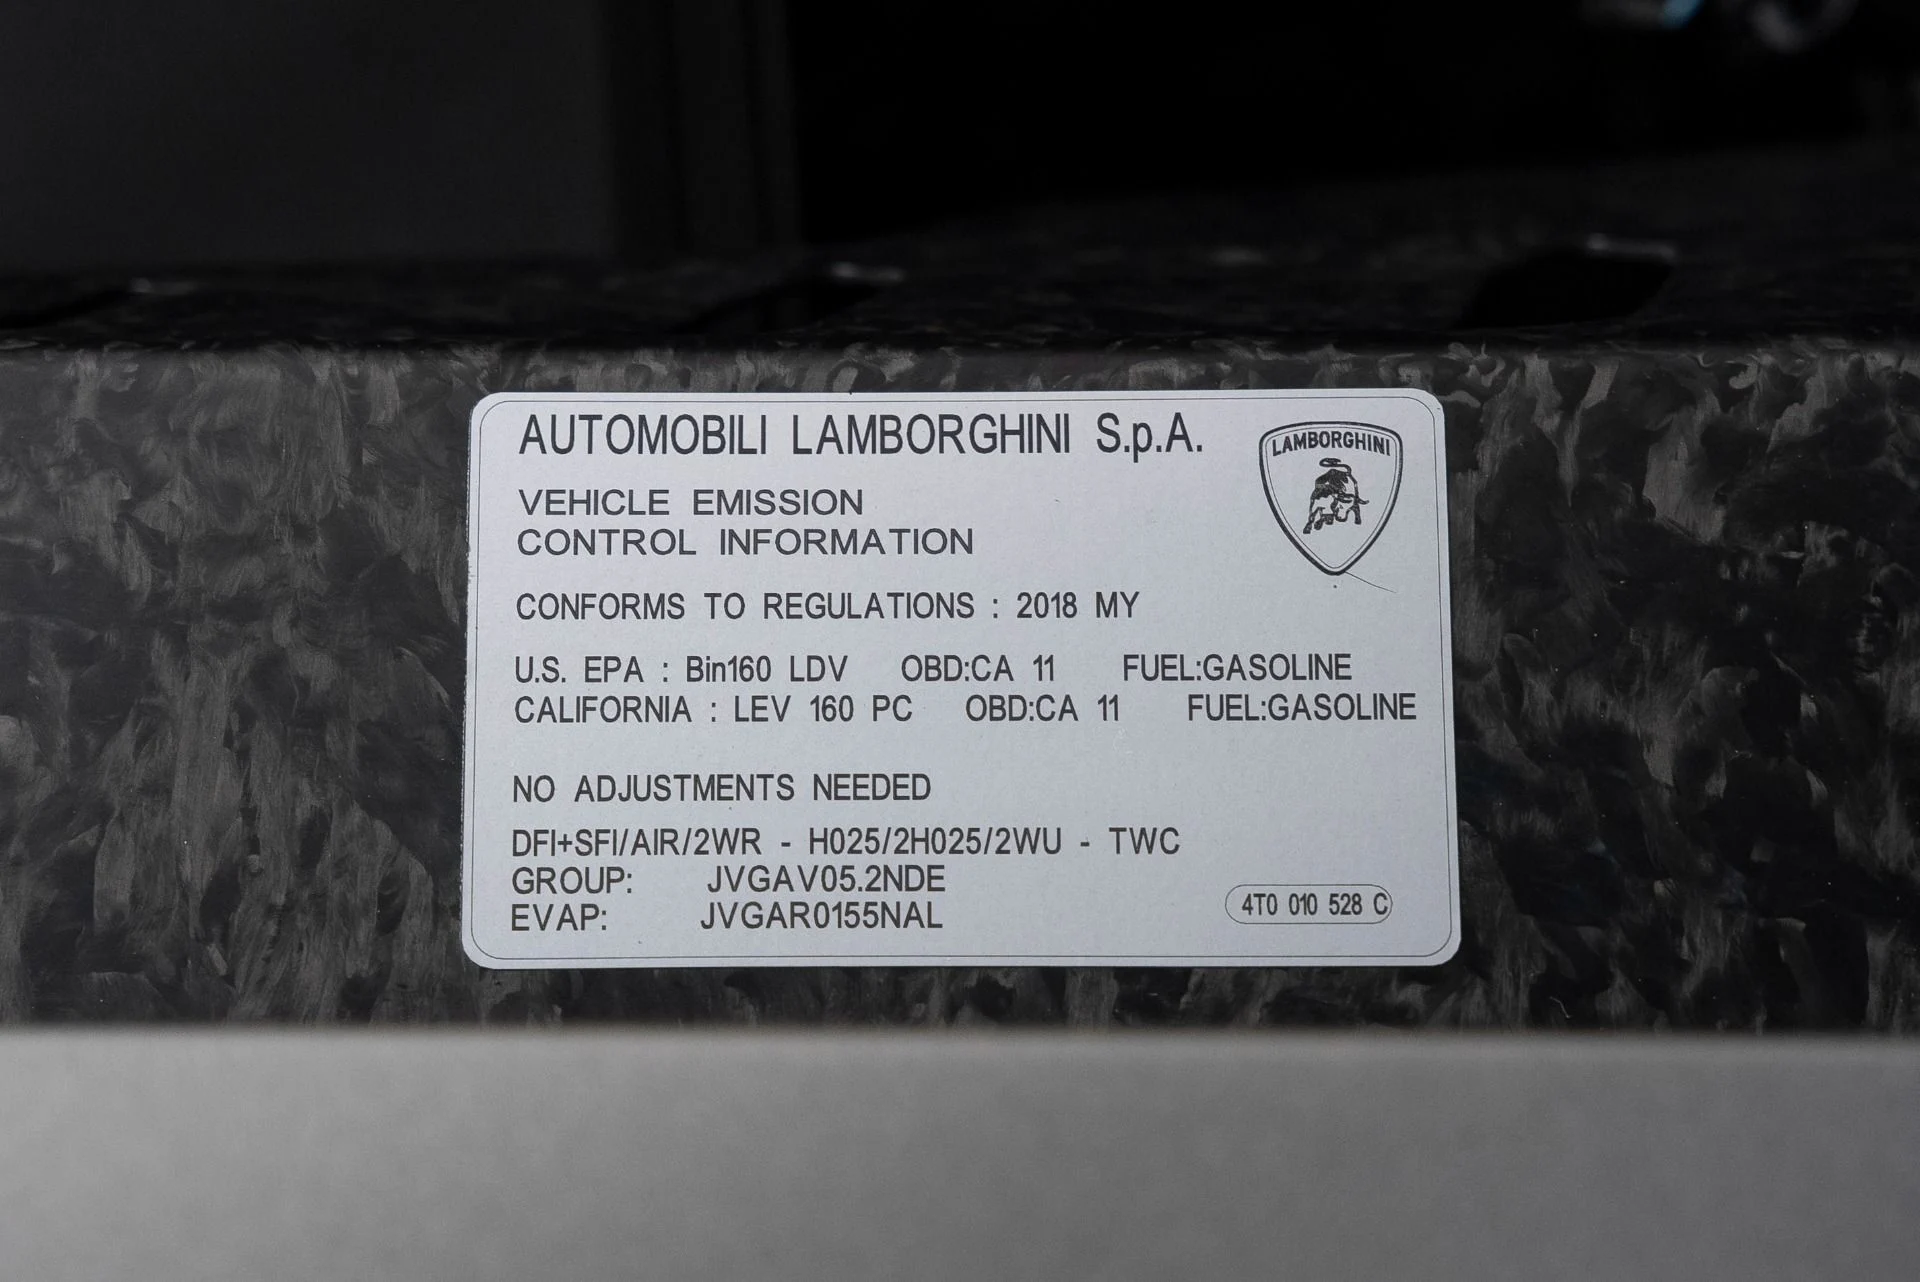 AUTOMOBILI LAMBORGHINI S.p.A.
LAMBORGHINI
VEHICLE EMISSION
CONTROL INFORMATION
CONFORMS TO REGULATIONS : 2018 MY
U.S. EPA : Bin160 LDV OBD:CA 11 FUEL:GASOLINE
CALIFORNIA : LEV 160 PC OBD:CA 11 FUEL:GASOLINE
NO ADJUSTMENTS NEEDED
DFI+SFI/AIR/2WR - HO25/2HO25/2WU - TWC
GROUP: JVGAV05.2NDE
EVAP: JVGAR0155NAL
4T0 010 528 C